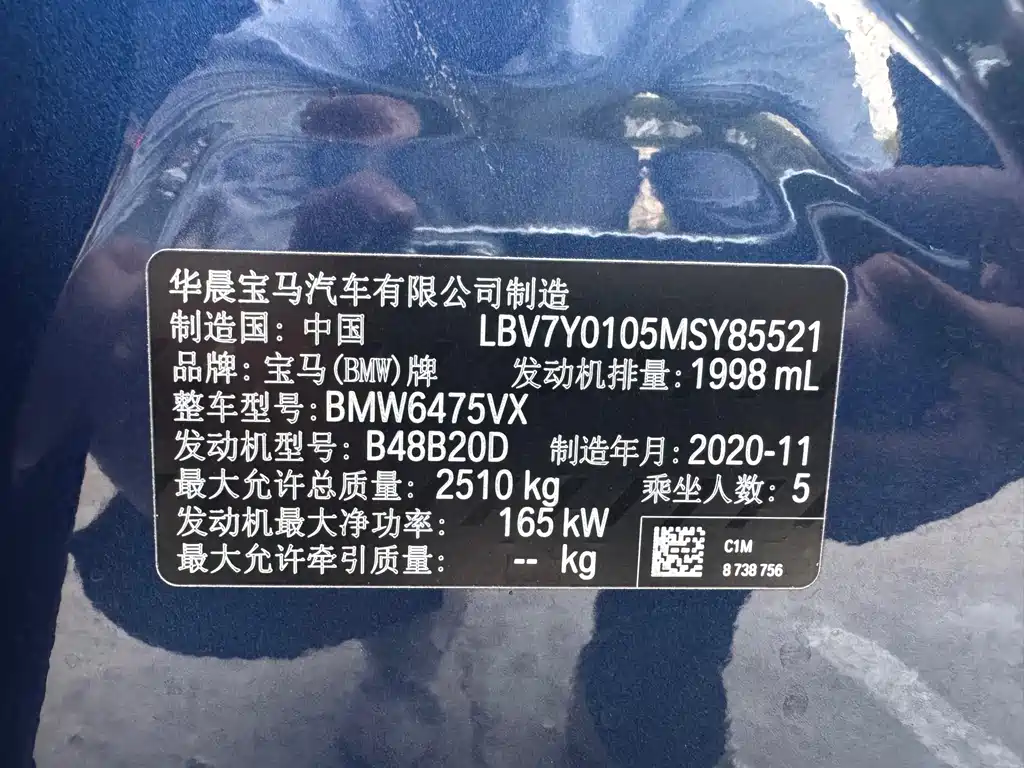 华晨宝马汽车有限公司制造
制造国：中国 LBV7Y0105MSY85521
品牌：宝马(BMW)牌 发动机排量：1998 mL
整车型号：BMW6475VX
发动机型号：B48B20D 制造年月：2020-11
最大允许总质量：2510 kg 乘坐人数：5
发动机最大净功率：165 kW
最大允许牵引质量：-- kg
C1M
8 738 756